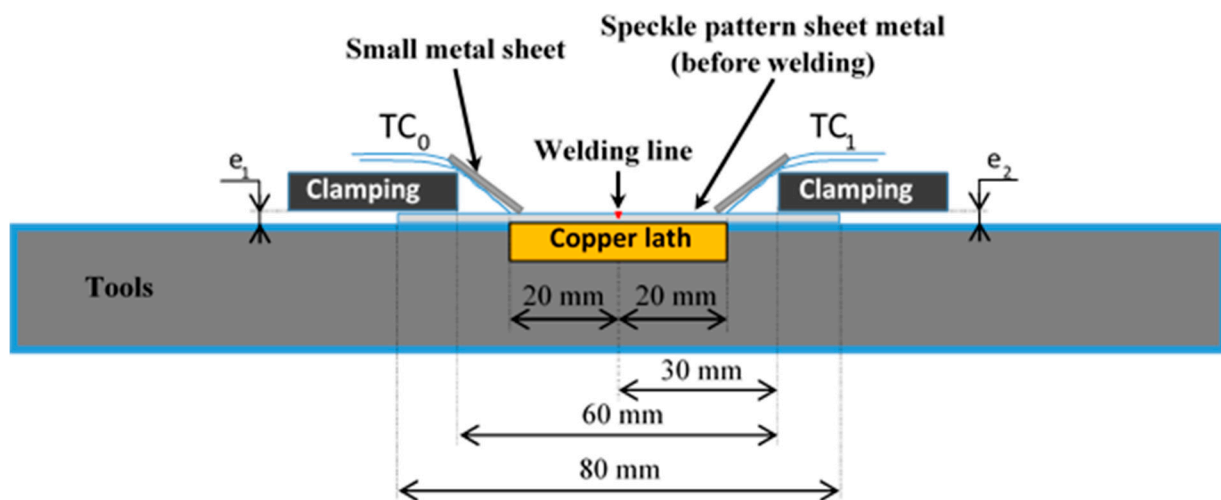 Speckle pattern sheet metal
(before welding)
Small metal sheet
TC0
TC1
Welding line
e1
e2
Clamping
Clamping
Copper lath
Tools
20 mm
20 mm
30 mm
60 mm
80 mm